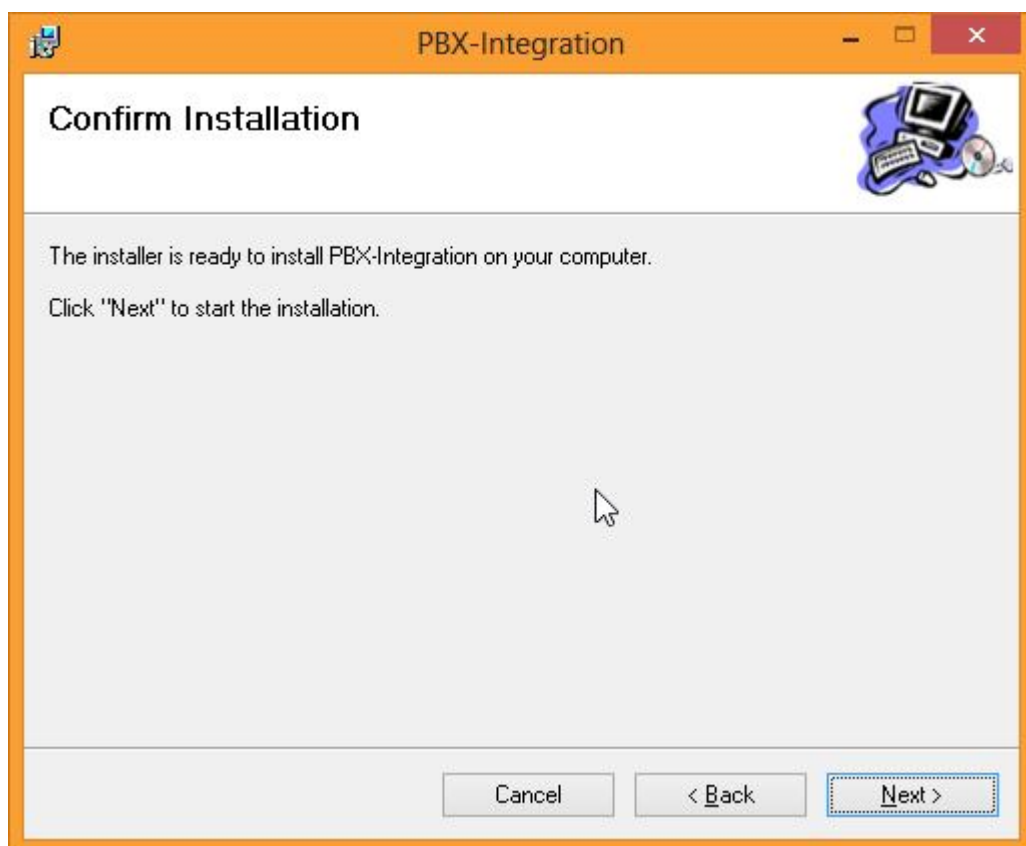 PBX-Integration
Confirm Installation
The installer is ready to install PBX-Integration on your computer.
Click "Next" to start the installation.
Cancel
< Back
Next >